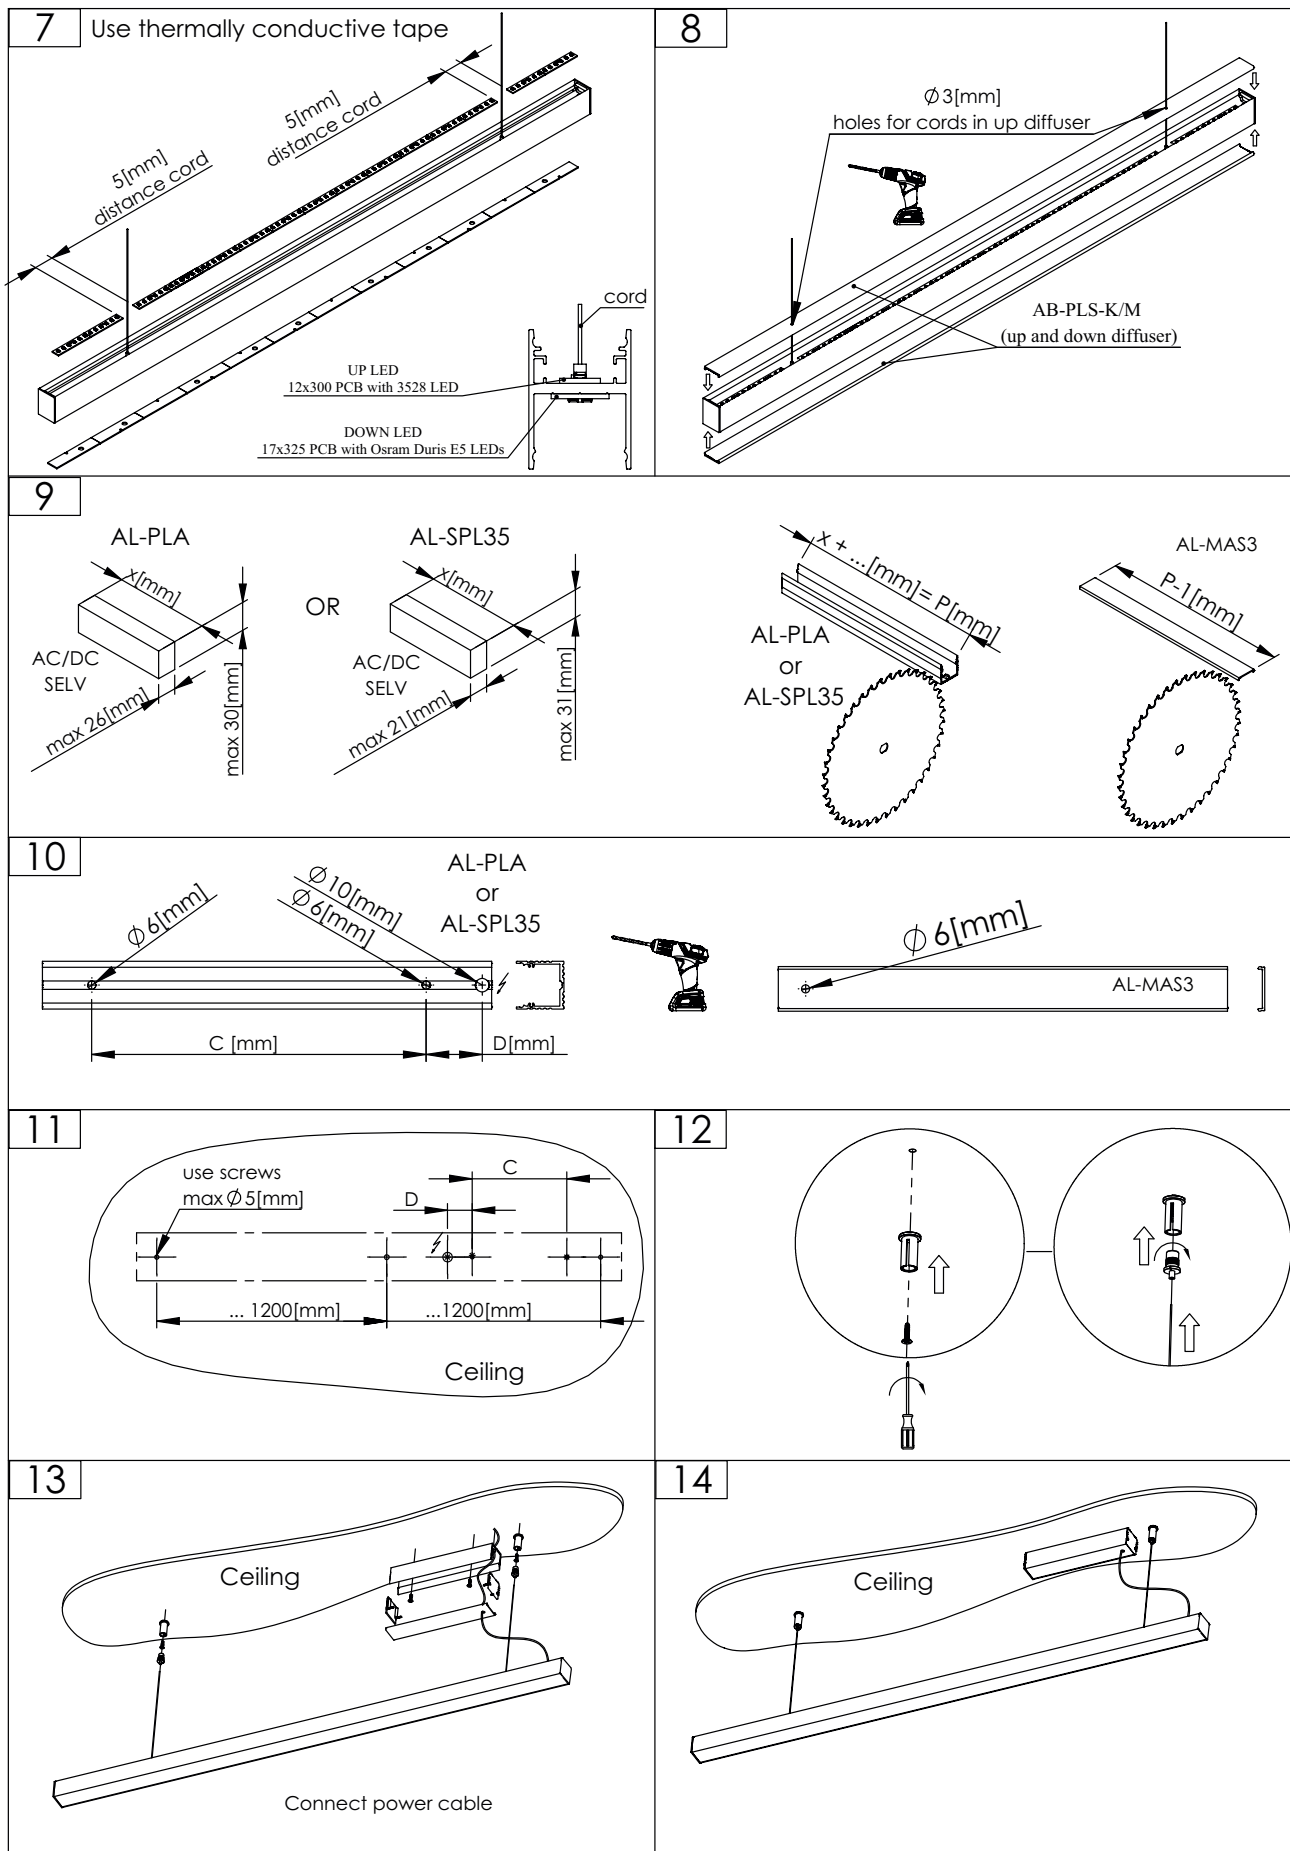 7
Use thermally conductive tape
5[mm]
distance cord
5[mm]
distance cord
cord
UP LED
12x300 PCB with 3528 LED
DOWN LED
17x325 PCB with Osram Duris E5 LEDs
8
Ø3[mm]
holes for cords in up diffuser
AB-PLS-K/M
(up and down diffuser)
9
AL-PLA
x[mm]
AC/DC
SELV
max 26[mm]
max 30[mm]
OR
AL-SPL35
x[mm]
AC/DC
SELV
max 21[mm]
max 31[mm]
x + ...[mm]= P[mm]
AL-PLA
or
AL-SPL35
AL-MAS3
P-1[mm]
10
Ø6[mm]
Ø10[mm]
Ø6[mm]
AL-PLA
or
AL-SPL35
C [mm]
D[mm]
Ø 6[mm]
AL-MAS3
11
use screws
max Ø5[mm]
C
D
... 1200[mm]
...1200[mm]
Ceiling
12
13
Ceiling
Connect power cable
14
Ceiling